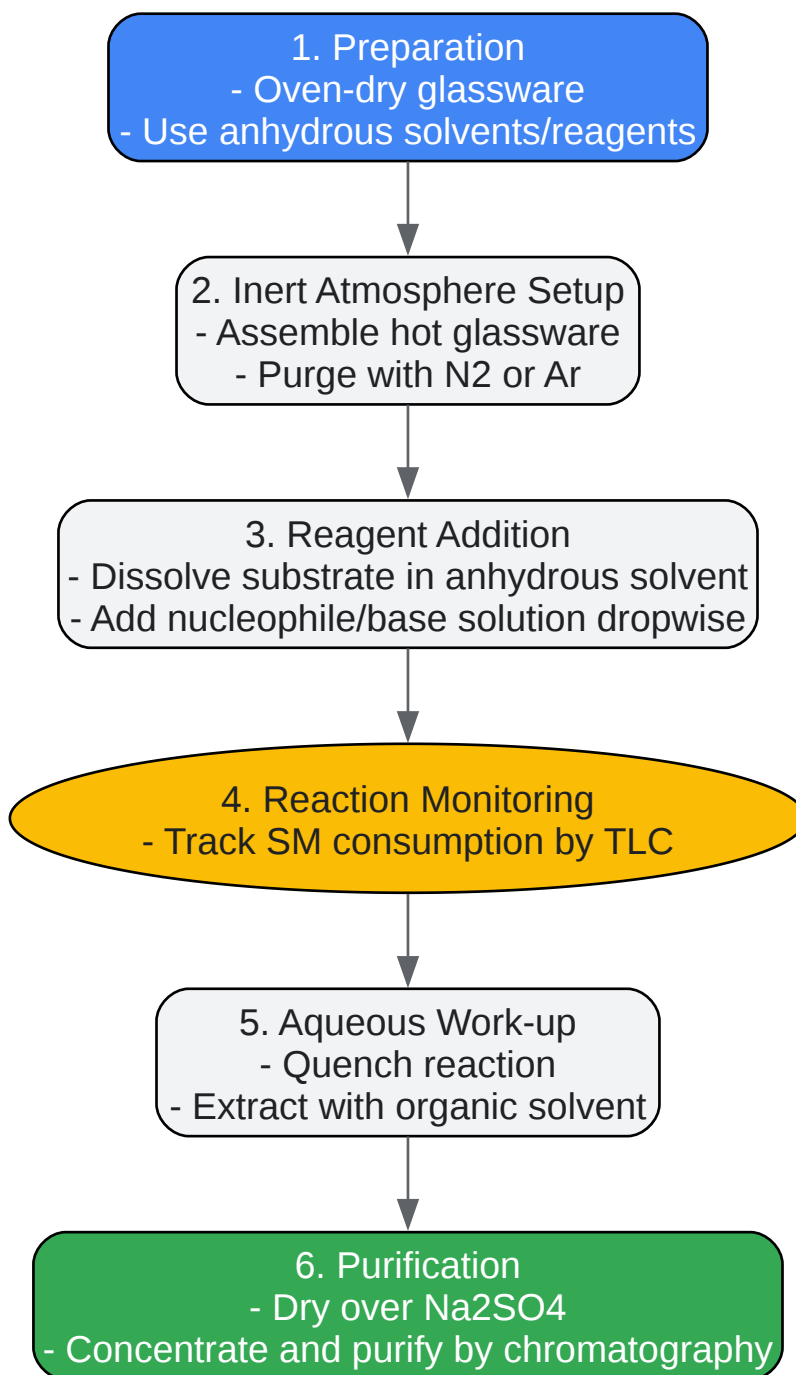 1. Preparation
- Oven-dry glassware
- Use anhydrous solvents/reagents
2. Inert Atmosphere Setup
- Assemble hot glassware
- Purge with N2 or Ar
3. Reagent Addition
- Dissolve substrate in anhydrous solvent
- Add nucleophile/base solution dropwise
4. Reaction Monitoring
- Track SM consumption by TLC
5. Aqueous Work-up
- Quench reaction
- Extract with organic solvent
6. Purification
- Dry over Na2SO4
- Concentrate and purify by chromatography